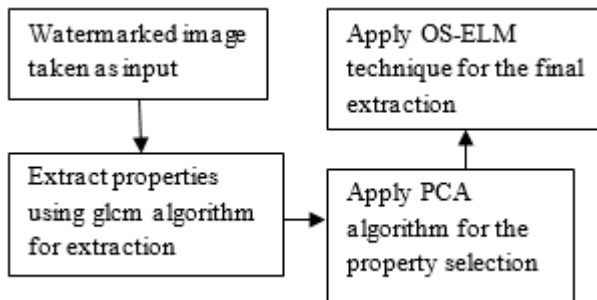 Watermarked image
taken as input
Extract properties
using glcm algorithm
for extraction
Apply PCA
algorithm for the
property selection
Apply OS-ELM
technique for the final
extraction